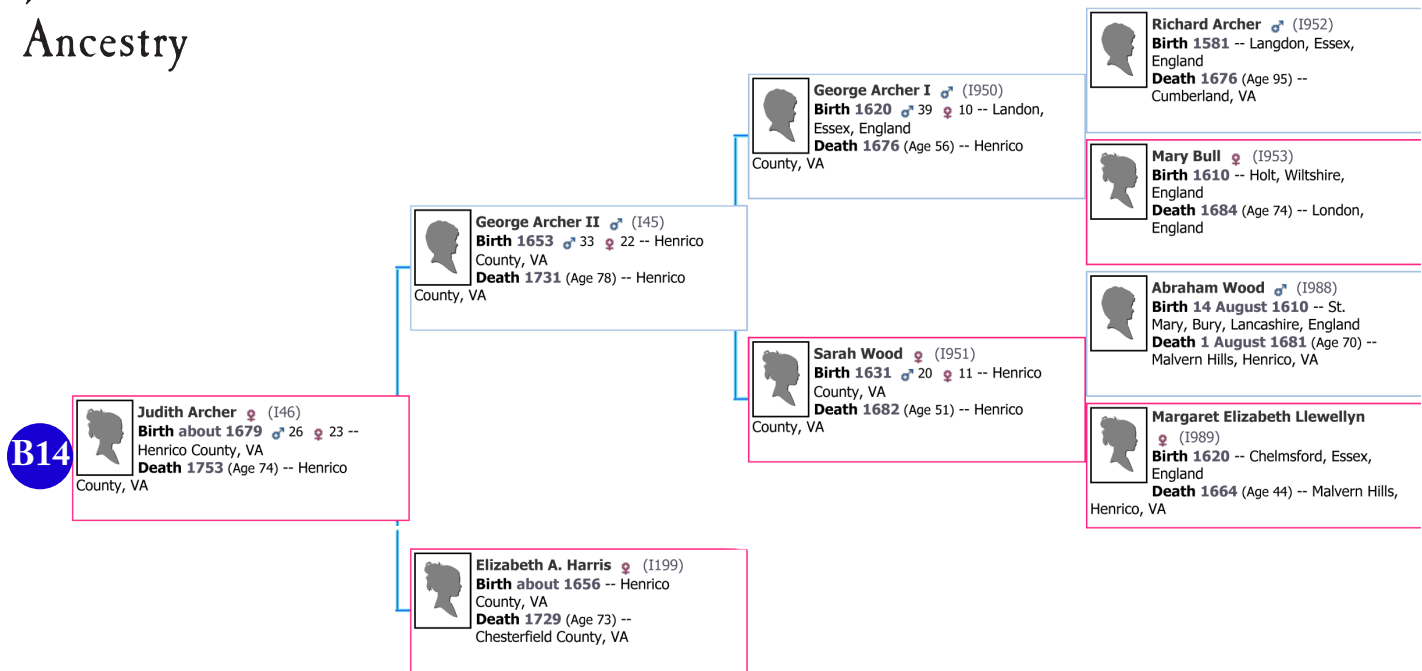 Ancestry
Richard Archer ♂ (I952)
Birth 1581 -- Langdon, Essex,
England
Death 1676 (Age 95) --
Cumberland, VA
George Archer I ♂ (I950)
Birth 1620 ♂ 39 ♀ 10 -- Landon,
Essex, England
Death 1676 (Age 56) -- Henrico
County, VA
Mary Bull ♀ (I953)
Birth 1610 -- Holt, Wiltshire,
England
Death 1684 (Age 74) -- London,
England
George Archer II ♂ (I45)
Birth 1653 ♂ 33 ♀ 22 -- Henrico
County, VA
Death 1731 (Age 78) -- Henrico
County, VA
Abraham Wood ♂ (I988)
Birth 14 August 1610 -- St.
Mary, Bury, Lancashire, England
Death 1 August 1681 (Age 70) --
Malvern Hills, Henrico, VA
Sarah Wood ♀ (I951)
Birth 1631 ♂ 20 ♀ 11 -- Henrico
County, VA
Death 1682 (Age 51) -- Henrico
County, VA
Margaret Elizabeth Llewellyn
♀ (I989)
Birth 1620 -- Chelmsford, Essex,
England
Death 1664 (Age 44) -- Malvern Hills,
Henrico, VA
B14
Judith Archer ♀ (I46)
Birth about 1679 ♂ 26 ♀ 23 --
Henrico County, VA
Death 1753 (Age 74) -- Henrico
County, VA
Elizabeth A. Harris ♀ (I199)
Birth about 1656 -- Henrico
County, VA
Death 1729 (Age 73) --
Chesterfield County, VA